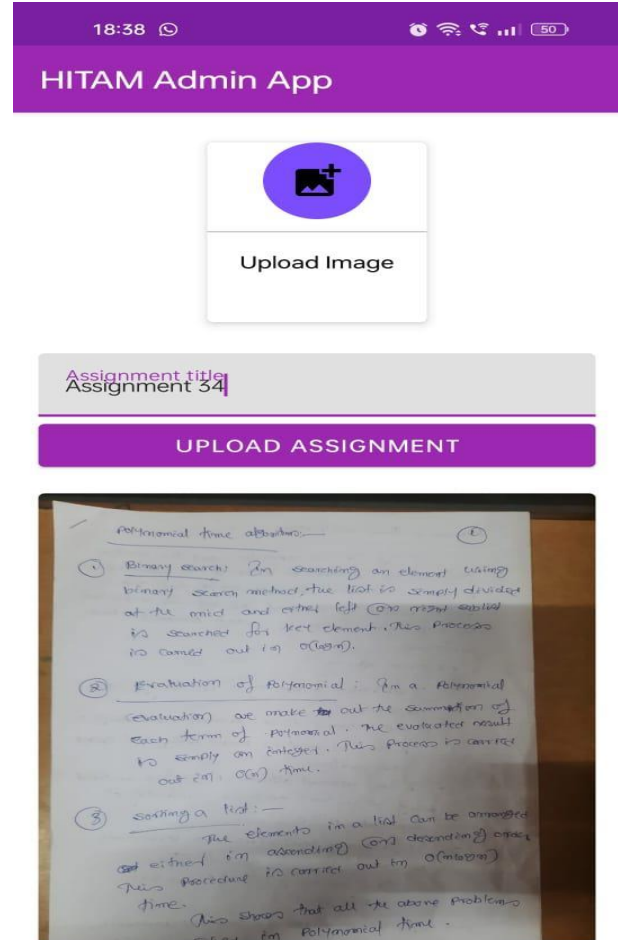 18:38
50
HITAM Admin App
Upload Image
Assignment title
Assignment 34
UPLOAD ASSIGNMENT
Polynomial time
1
1 Binary search: In searching an element using
binary search method, the list is simply divided
at the mid and either left (or) right sublist
is searched for key element. This Process
is carried out in O(logn).
2 Evaluation of Polynomial: In a Polynomial
(evaluation) we make out the summation of
Each term of Polynomial. The evaluated result
is simply an integer. This Process is carried
out in O(n) time.
3 Sorting a list:—
The elements in a list can be arranged
either in ascending (or) descending order
This Procedure is carried out in O(nlogn)
time.
This shows that all the above Problems
in Polynomial time.